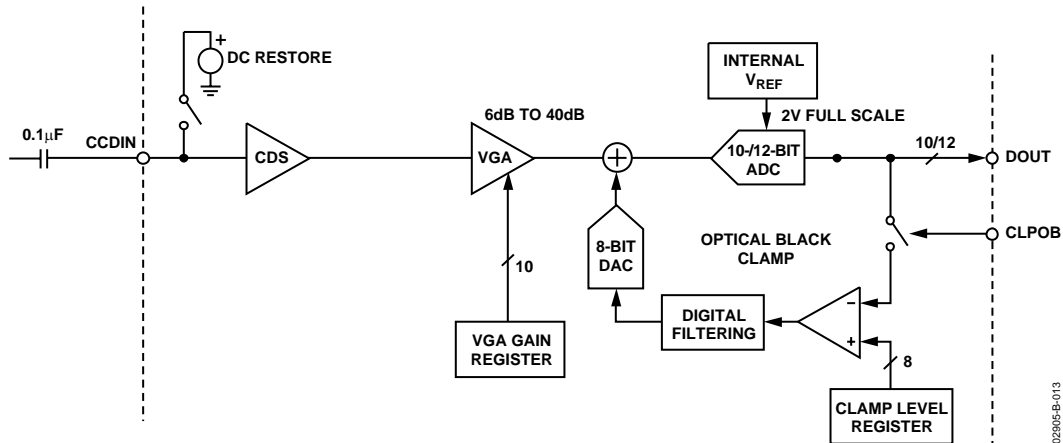 +
DC RESTORE
INTERNAL
VREF
6dB TO 40dB
2V FULL SCALE
0.1µF
CCDIN
CDS
VGA
+
10-/12-BIT
ADC
10/12
DOUT
8-BIT
DAC
OPTICAL BLACK
CLAMP
CLPOB
10
VGA GAIN
REGISTER
DIGITAL
FILTERING
–
+
8
CLAMP LEVEL
REGISTER
02905-B-013